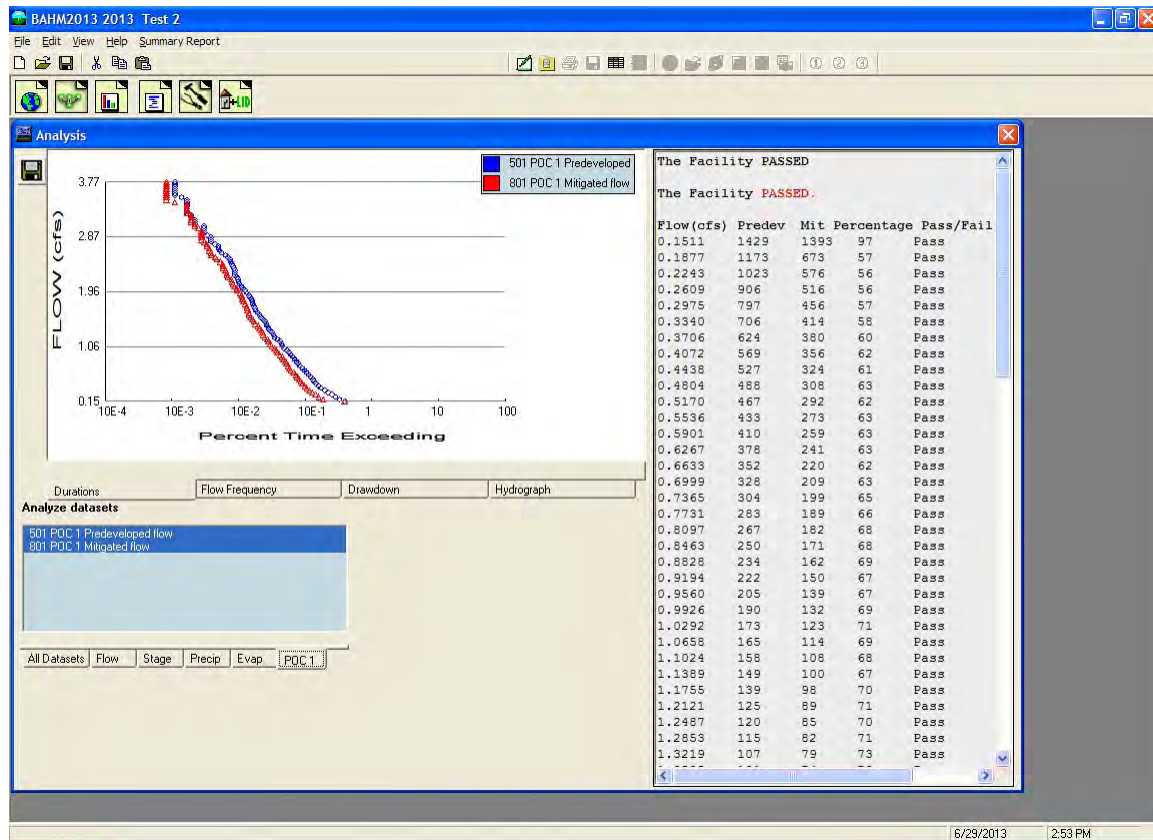 BAHM2013 2013 Test 2
File Edit View Help Summary Report
+LID
Analysis
501 POC 1 Predeveloped
801 POC 1 Mitigated flow
FLOW (cfs)
3.77
2.87
1.96
1.06
0.15
10E-4 10E-3 10E-2 10E-1 1 10 100
Percent Time Exceeding
Durations Flow Frequency Drawdown Hydrograph
Analyze datasets
501 POC 1 Predeveloped flow
801 POC 1 Mitigated flow
All Datasets Flow Stage Precip Evap POC 1
The Facility PASSED
The Facility PASSED.
Flow(cfs) Predev Mit Percentage Pass/Fail
0.1511 1429 1393 97 Pass
0.1877 1173 673 57 Pass
0.2243 1023 576 56 Pass
0.2609 906 516 56 Pass
0.2975 797 456 57 Pass
0.3340 706 414 58 Pass
0.3706 624 380 60 Pass
0.4072 569 356 62 Pass
0.4438 527 324 61 Pass
0.4804 488 308 63 Pass
0.5170 467 292 62 Pass
0.5536 433 273 63 Pass
0.5901 410 259 63 Pass
0.6267 378 241 63 Pass
0.6633 352 220 62 Pass
0.6999 328 209 63 Pass
0.7365 304 199 65 Pass
0.7731 283 189 66 Pass
0.8097 267 182 68 Pass
0.8463 250 171 68 Pass
0.8828 234 162 69 Pass
0.9194 222 150 67 Pass
0.9560 205 139 67 Pass
0.9926 190 132 69 Pass
1.0292 173 123 71 Pass
1.0658 165 114 69 Pass
1.1024 158 108 68 Pass
1.1389 149 100 67 Pass
1.1755 139 98 70 Pass
1.2121 125 89 71 Pass
1.2487 120 85 70 Pass
1.2853 115 82 71 Pass
1.3219 107 79 73 Pass
6/29/2013 2:53 PM